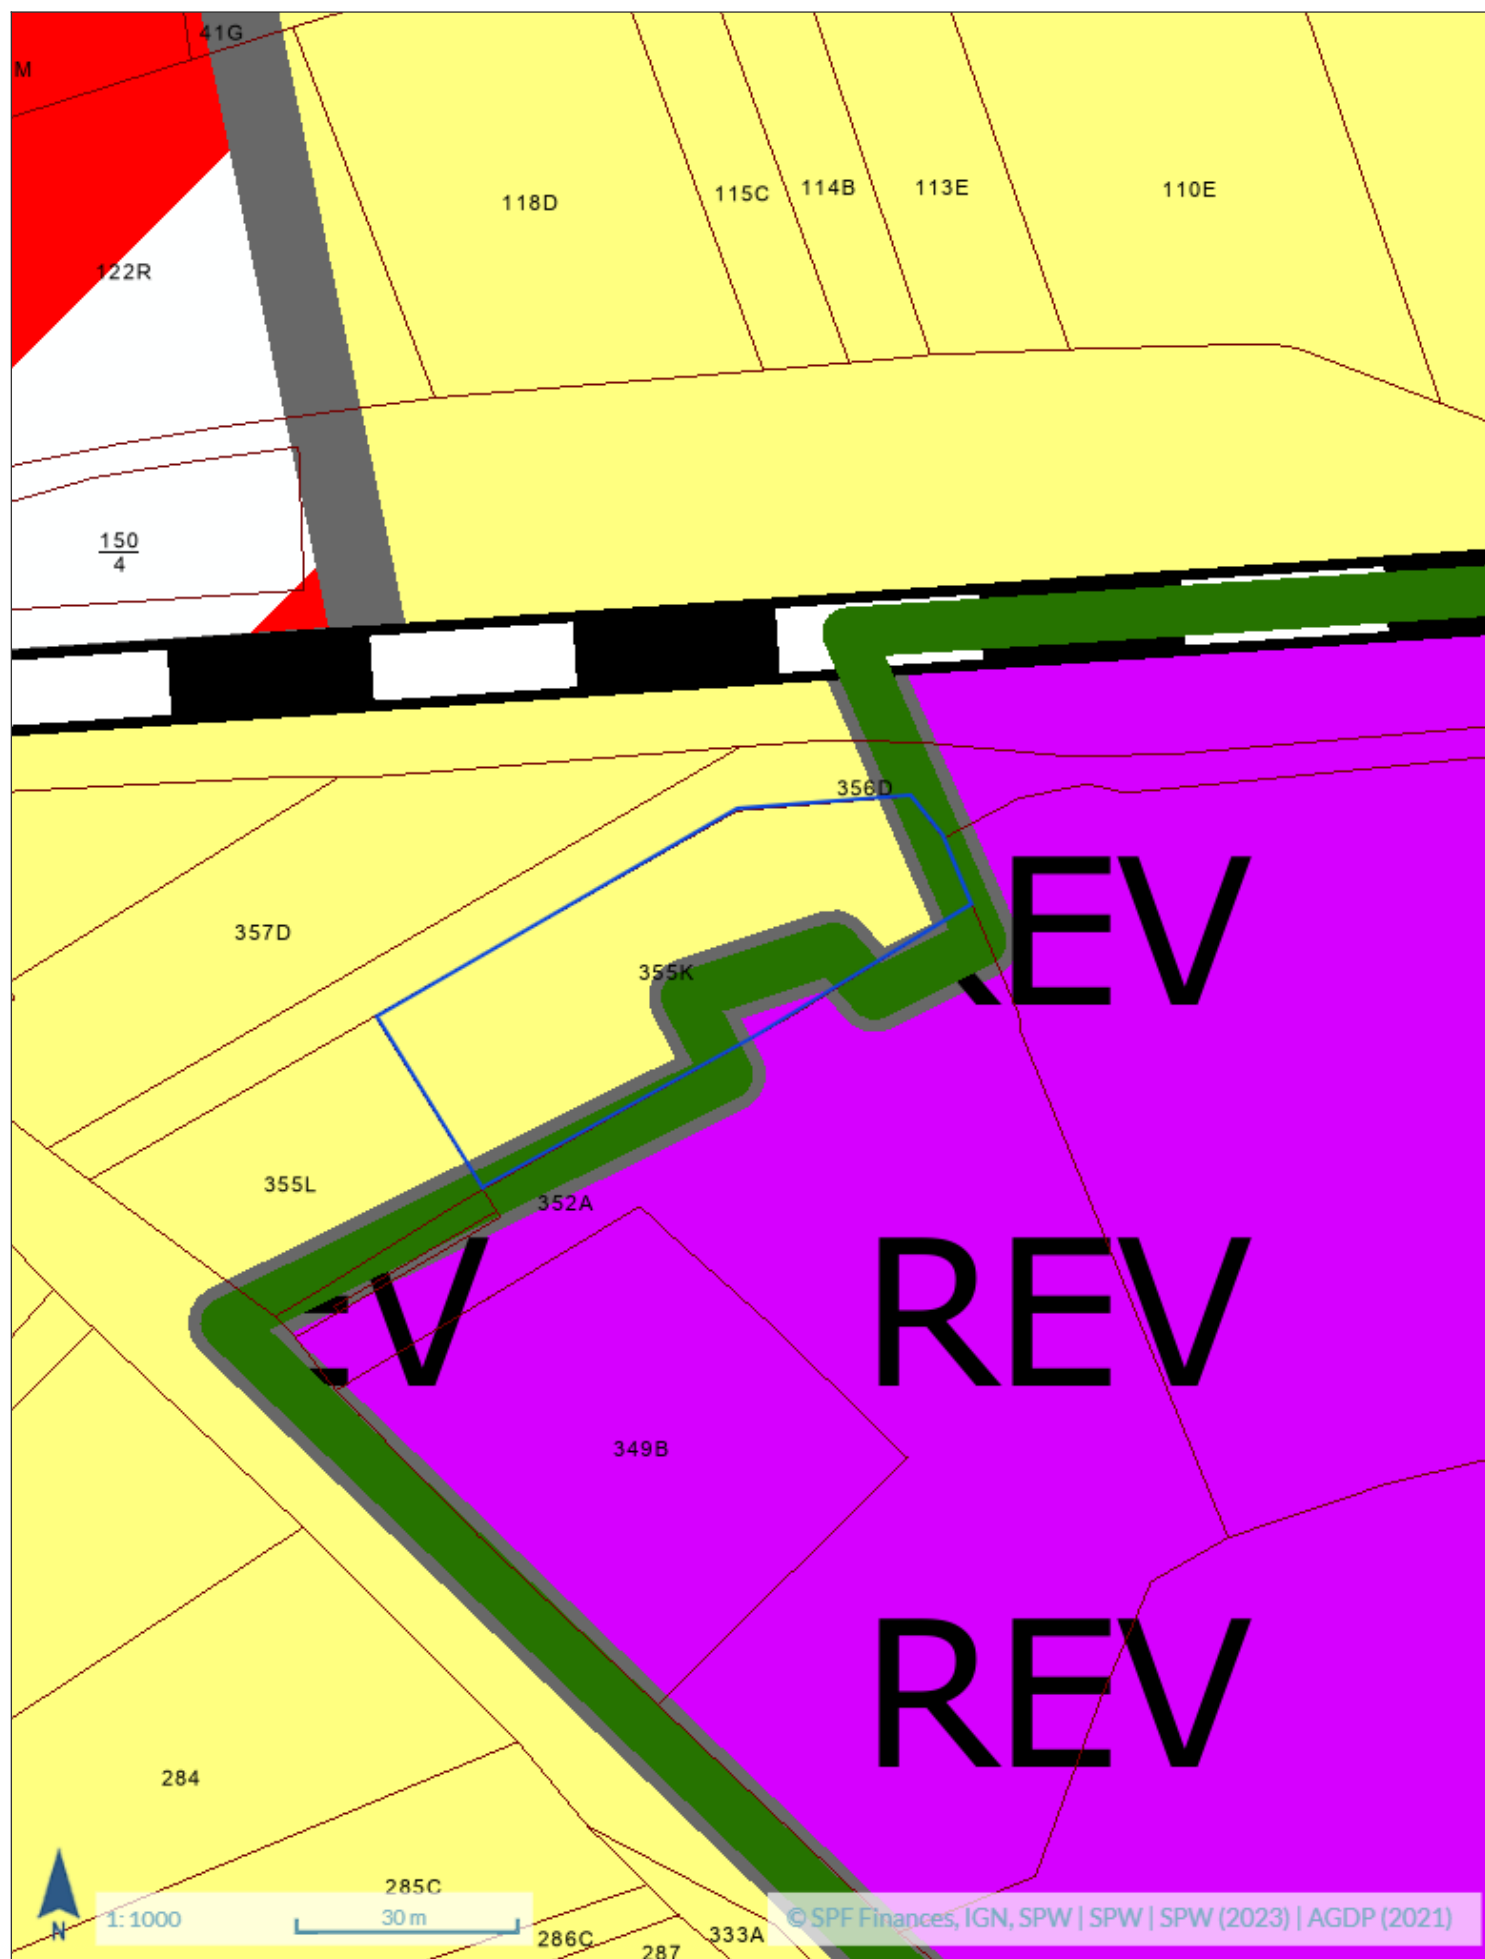 41G
M
118D
115C
114B
113E
110E
122R
150
4
356D
REV
357D
355K
355L
352A
EV
REV
349B
REV
284
285C
N
1: 1000
30 m
286C
287
333A
© SPF Finances, IGN, SPW | SPW | SPW (2023) | AGDP (2021)